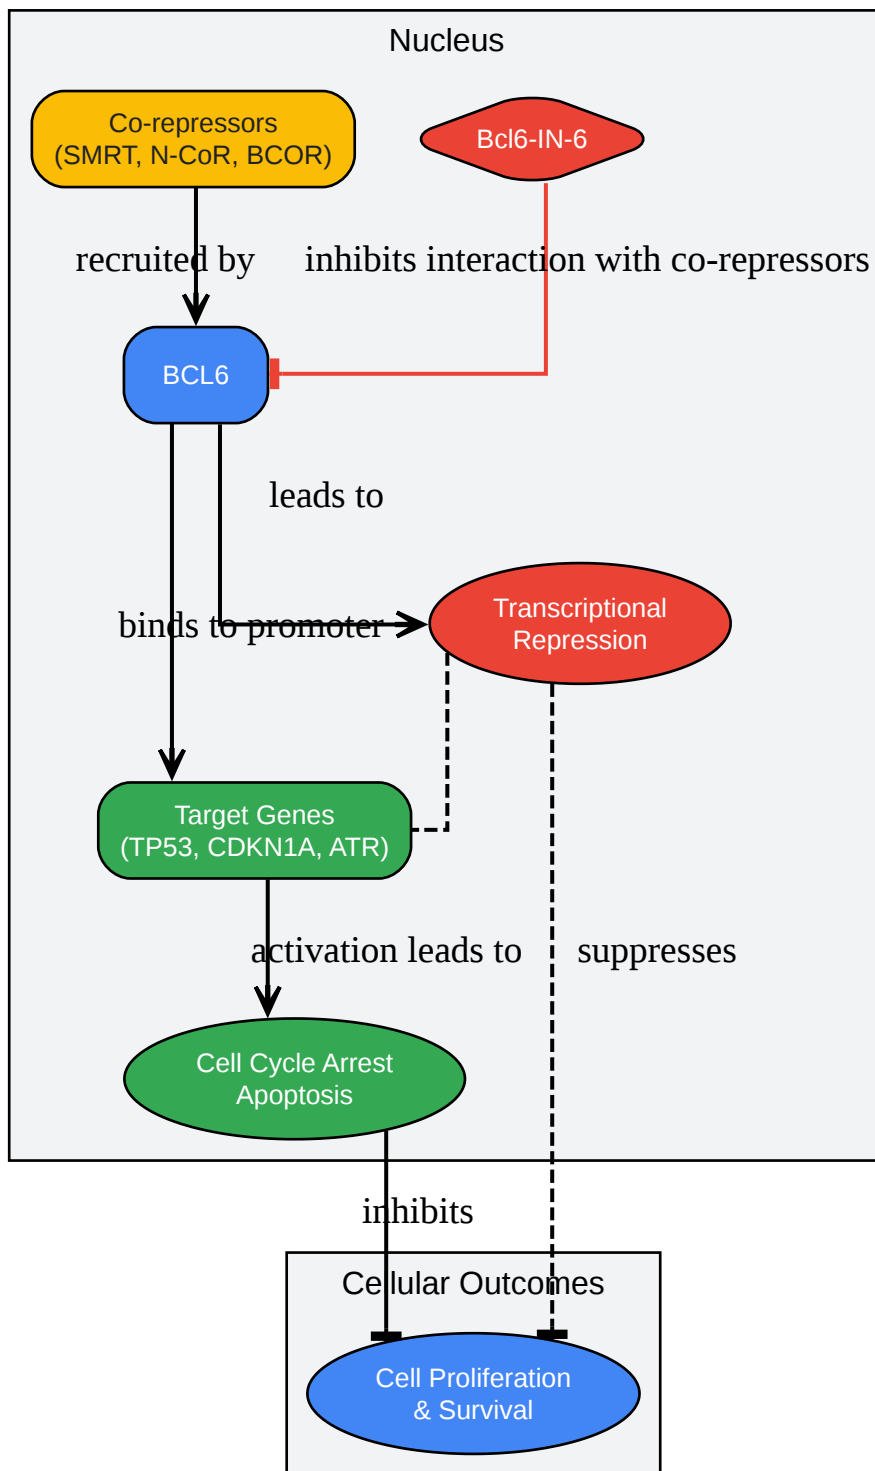 Nucleus
Co-repressors
(SMRT, N-CoR, BCOR)
Bcl6-IN-6
recruited by
inhibits interaction with co-repressors
BCL6
leads to
binds to promoter
Transcriptional
Repression
Target Genes
(TP53, CDKN1A, ATR)
activation leads to
suppresses
Cell Cycle Arrest
Apoptosis
inhibits
Cellular Outcomes
Cell Proliferation
& Survival